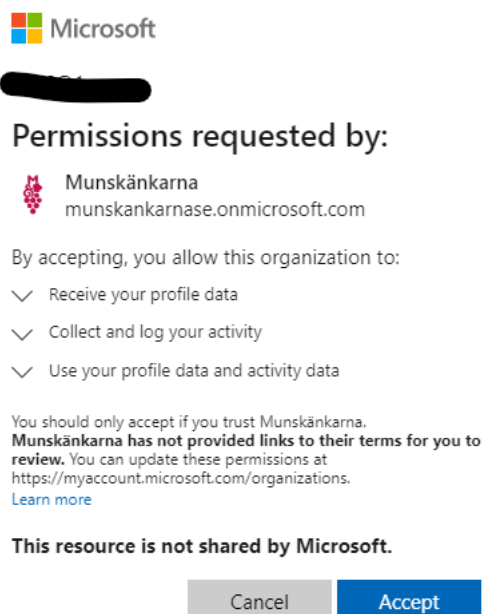 Microsoft
Permissions requested by:
Munskänkarna
munskankarnase.onmicrosoft.com
By accepting, you allow this organization to:
Receive your profile data
Collect and log your activity
Use your profile data and activity data
You should only accept if you trust Munskänkarna.
Munskänkarna has not provided links to their terms for you to
review. You can update these permissions at
https://myaccount.microsoft.com/organizations.
Learn more
This resource is not shared by Microsoft.
Cancel Accept